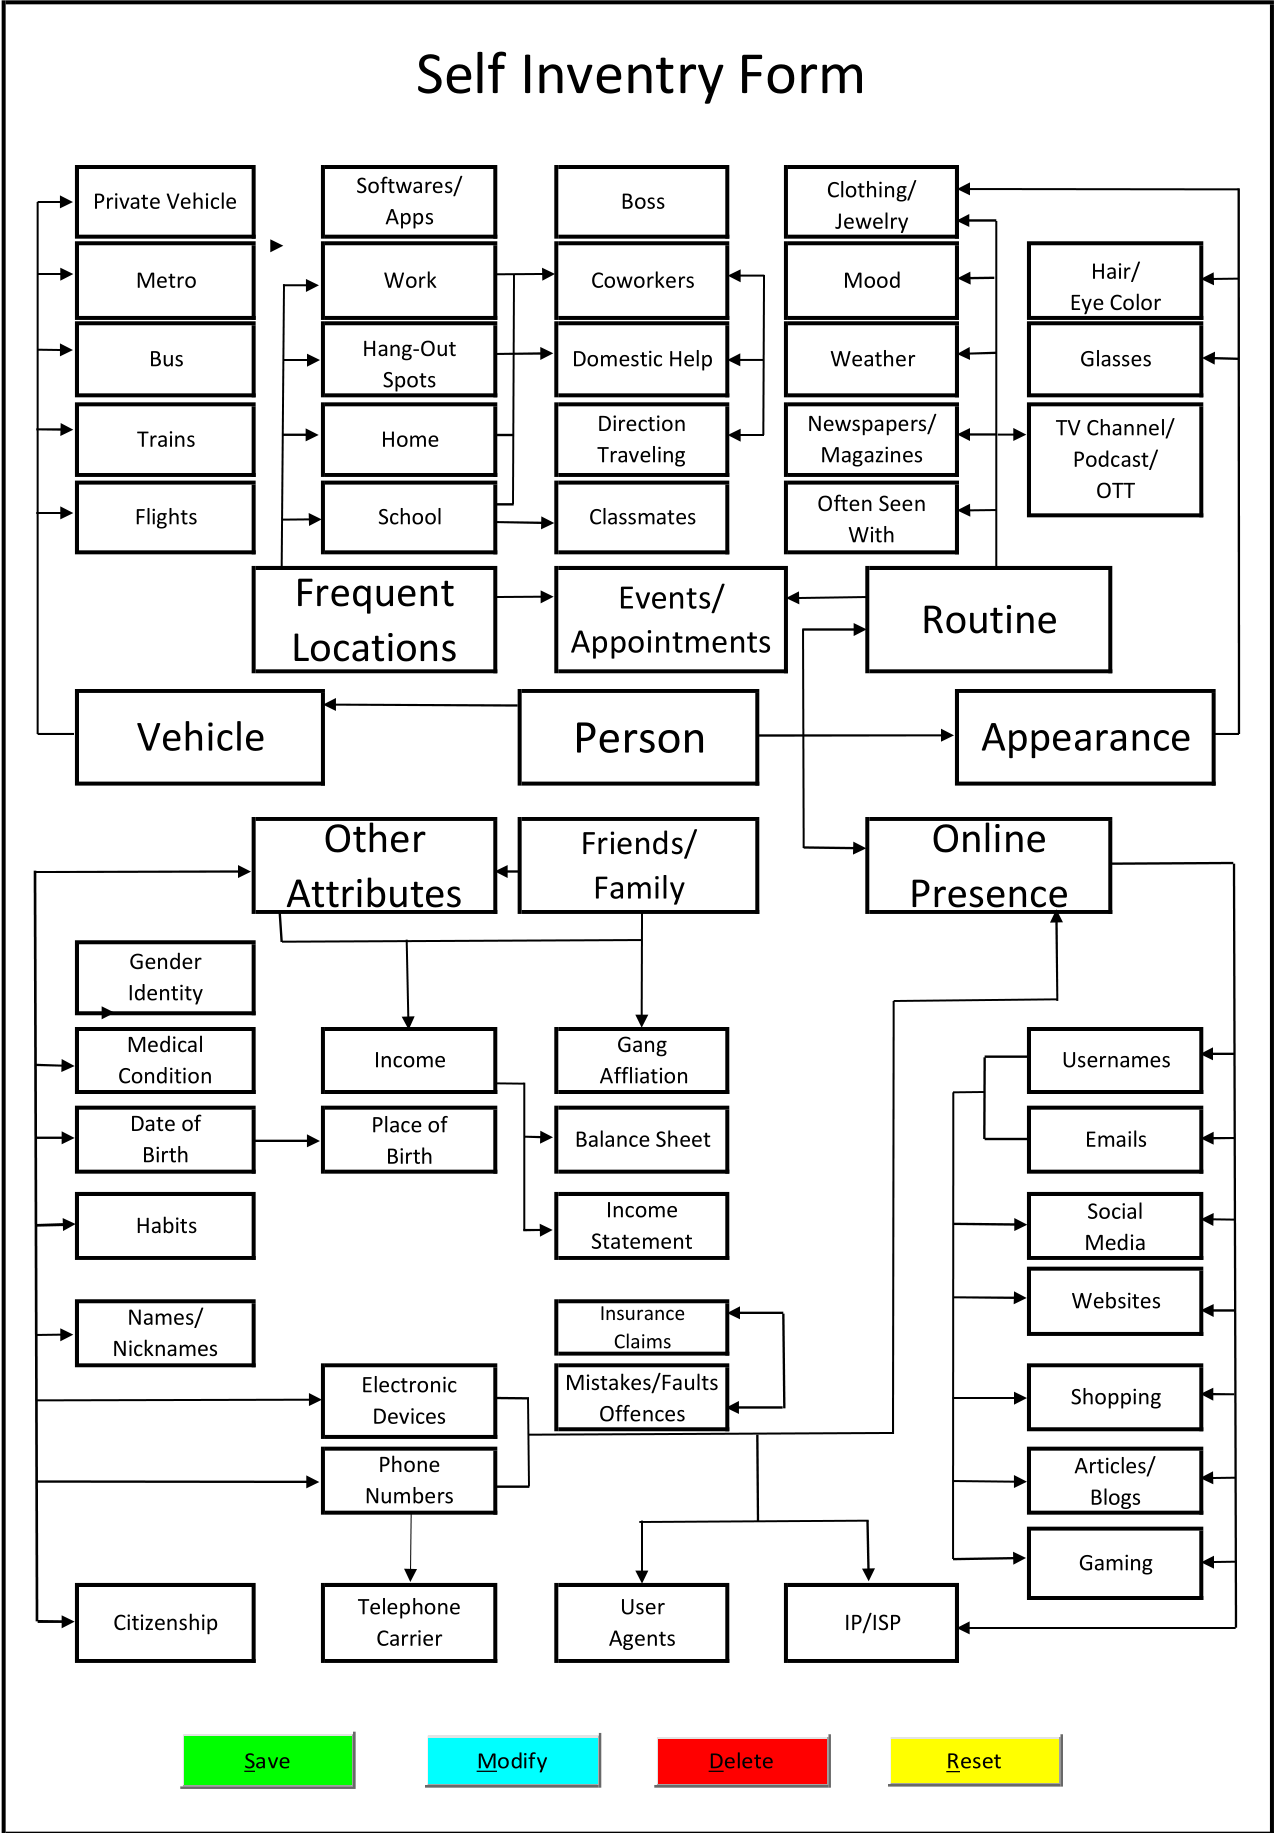 Self Inventry Form
Private Vehicle
Softwares/
Apps
Boss
Clothing/
Jewelry
Metro
Work
Coworkers
Mood
Hair/
Eye Color
Bus
Hang-Out
Spots
Domestic Help
Weather
Glasses
Trains
Home
Direction
Traveling
Newspapers/
Magazines
TV Channel/
Podcast/
OTT
Flights
School
Classmates
Often Seen
With
Frequent
Locations
Events/
Appointments
Routine
Vehicle
Person
Appearance
Other
Attributes
Friends/
Family
Online
Presence
Gender
Identity
Medical
Condition
Income
Gang
Affliation
Usernames
Date of
Birth
Place of
Birth
Balance Sheet
Emails
Habits
Income
Statement
Social
Media
Names/
Nicknames
Insurance
Claims
Websites
Electronic
Devices
Mistakes/Faults
Offences
Shopping
Phone
Numbers
Articles/
Blogs
Gaming
Citizenship
Telephone
Carrier
User
Agents
IP/ISP
Save
Modify
Delete
Reset